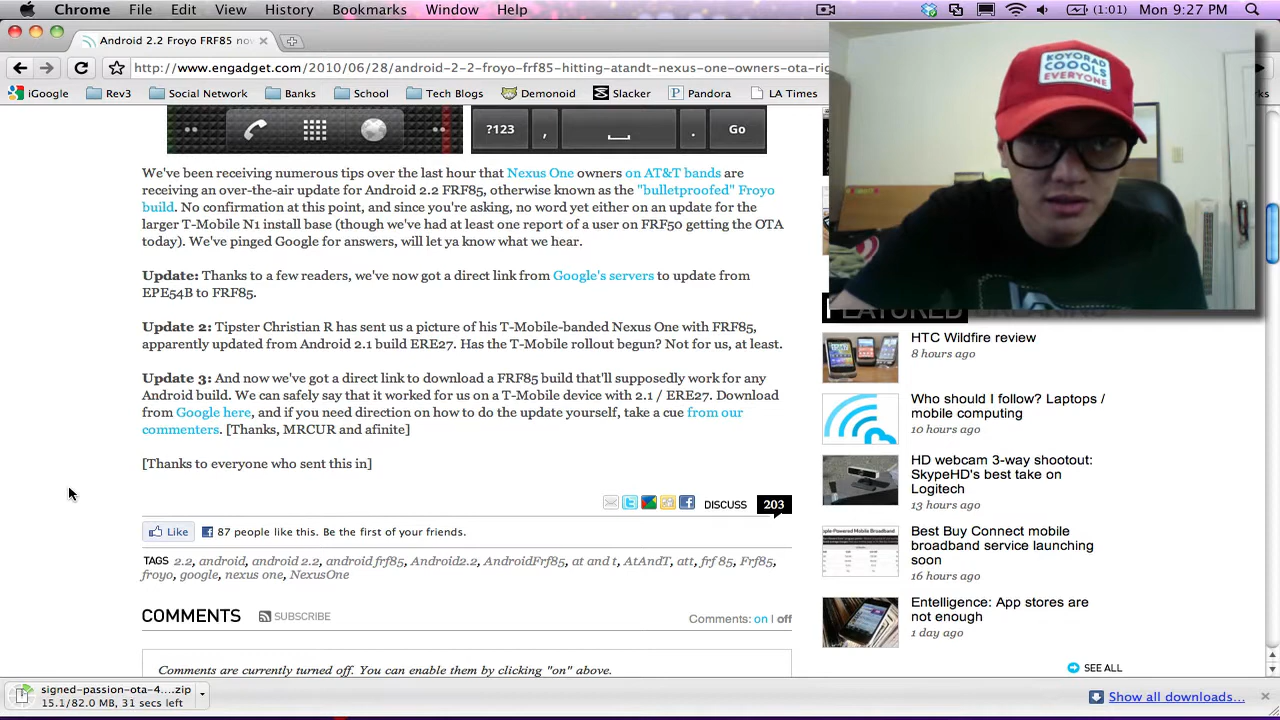 Chrome File Edit View History Bookmarks Window Help (1:01) Mon 9:27 PM
Android 2.2 Froyo FRF85 nov
http://www.engadget.com/2010/06/28/android-2-2-froyo-frf85-hitting-atandt-nexus-one-owners-ota-rig
iGoogle Rev3 Social Network Banks School Tech Blogs Demonoid Slacker Pandora LA Times
KOYORAD
COOOLS
EVERYONE
?123 , . Go
We've been receiving numerous tips over the last hour that Nexus One owners on AT&T bands are
receiving an over-the-air update for Android 2.2 FRF85, otherwise known as the "bulletproofed" Froyo
build. No confirmation at this point, and since you're asking, no word yet either on an update for the
larger T-Mobile N1 install base (though we've had at least one report of a user on FRF50 getting the OTA
today). We've pinged Google for answers, will let ya know what we hear.
Update: Thanks to a few readers, we've now got a direct link from Google's servers to update from
EPE54B to FRF85.
Update 2: Tipster Christian R has sent us a picture of his T-Mobile-banded Nexus One with FRF85,
apparently updated from Android 2.1 build ERE27. Has the T-Mobile rollout begun? Not for us, at least.
Update 3: And now we've got a direct link to download a FRF85 build that'll supposedly work for any
Android build. We can safely say that it worked for us on a T-Mobile device with 2.1 / ERE27. Download
from Google here, and if you need direction on how to do the update yourself, take a cue from our
commenters. [Thanks, MRCUR and afinite]
[Thanks to everyone who sent this in]
DISCUSS 203
Like 87 people like this. Be the first of your friends.
TAGS 2.2, android, android 2.2, android frf85, Android2.2, AndroidFrf85, at and T, AtAndT, att, frf 85, Frf85,
froyo, google, nexus one, NexusOne
COMMENTS SUBSCRIBE Comments: on | off
Comments are currently turned off. You can enable them by clicking "on" above.
FEATURED
HTC Wildfire review
8 hours ago
Who should I follow? Laptops /
mobile computing
10 hours ago
HD webcam 3-way shootout:
SkypeHD's best take on
Logitech
13 hours ago
Best Buy Connect mobile
broadband service launching
soon
16 hours ago
Entelligence: App stores are
not enough
1 day ago
SEE ALL
signed-passion-ota-4....zip
15.1/82.0 MB, 31 secs left
Show all downloads...